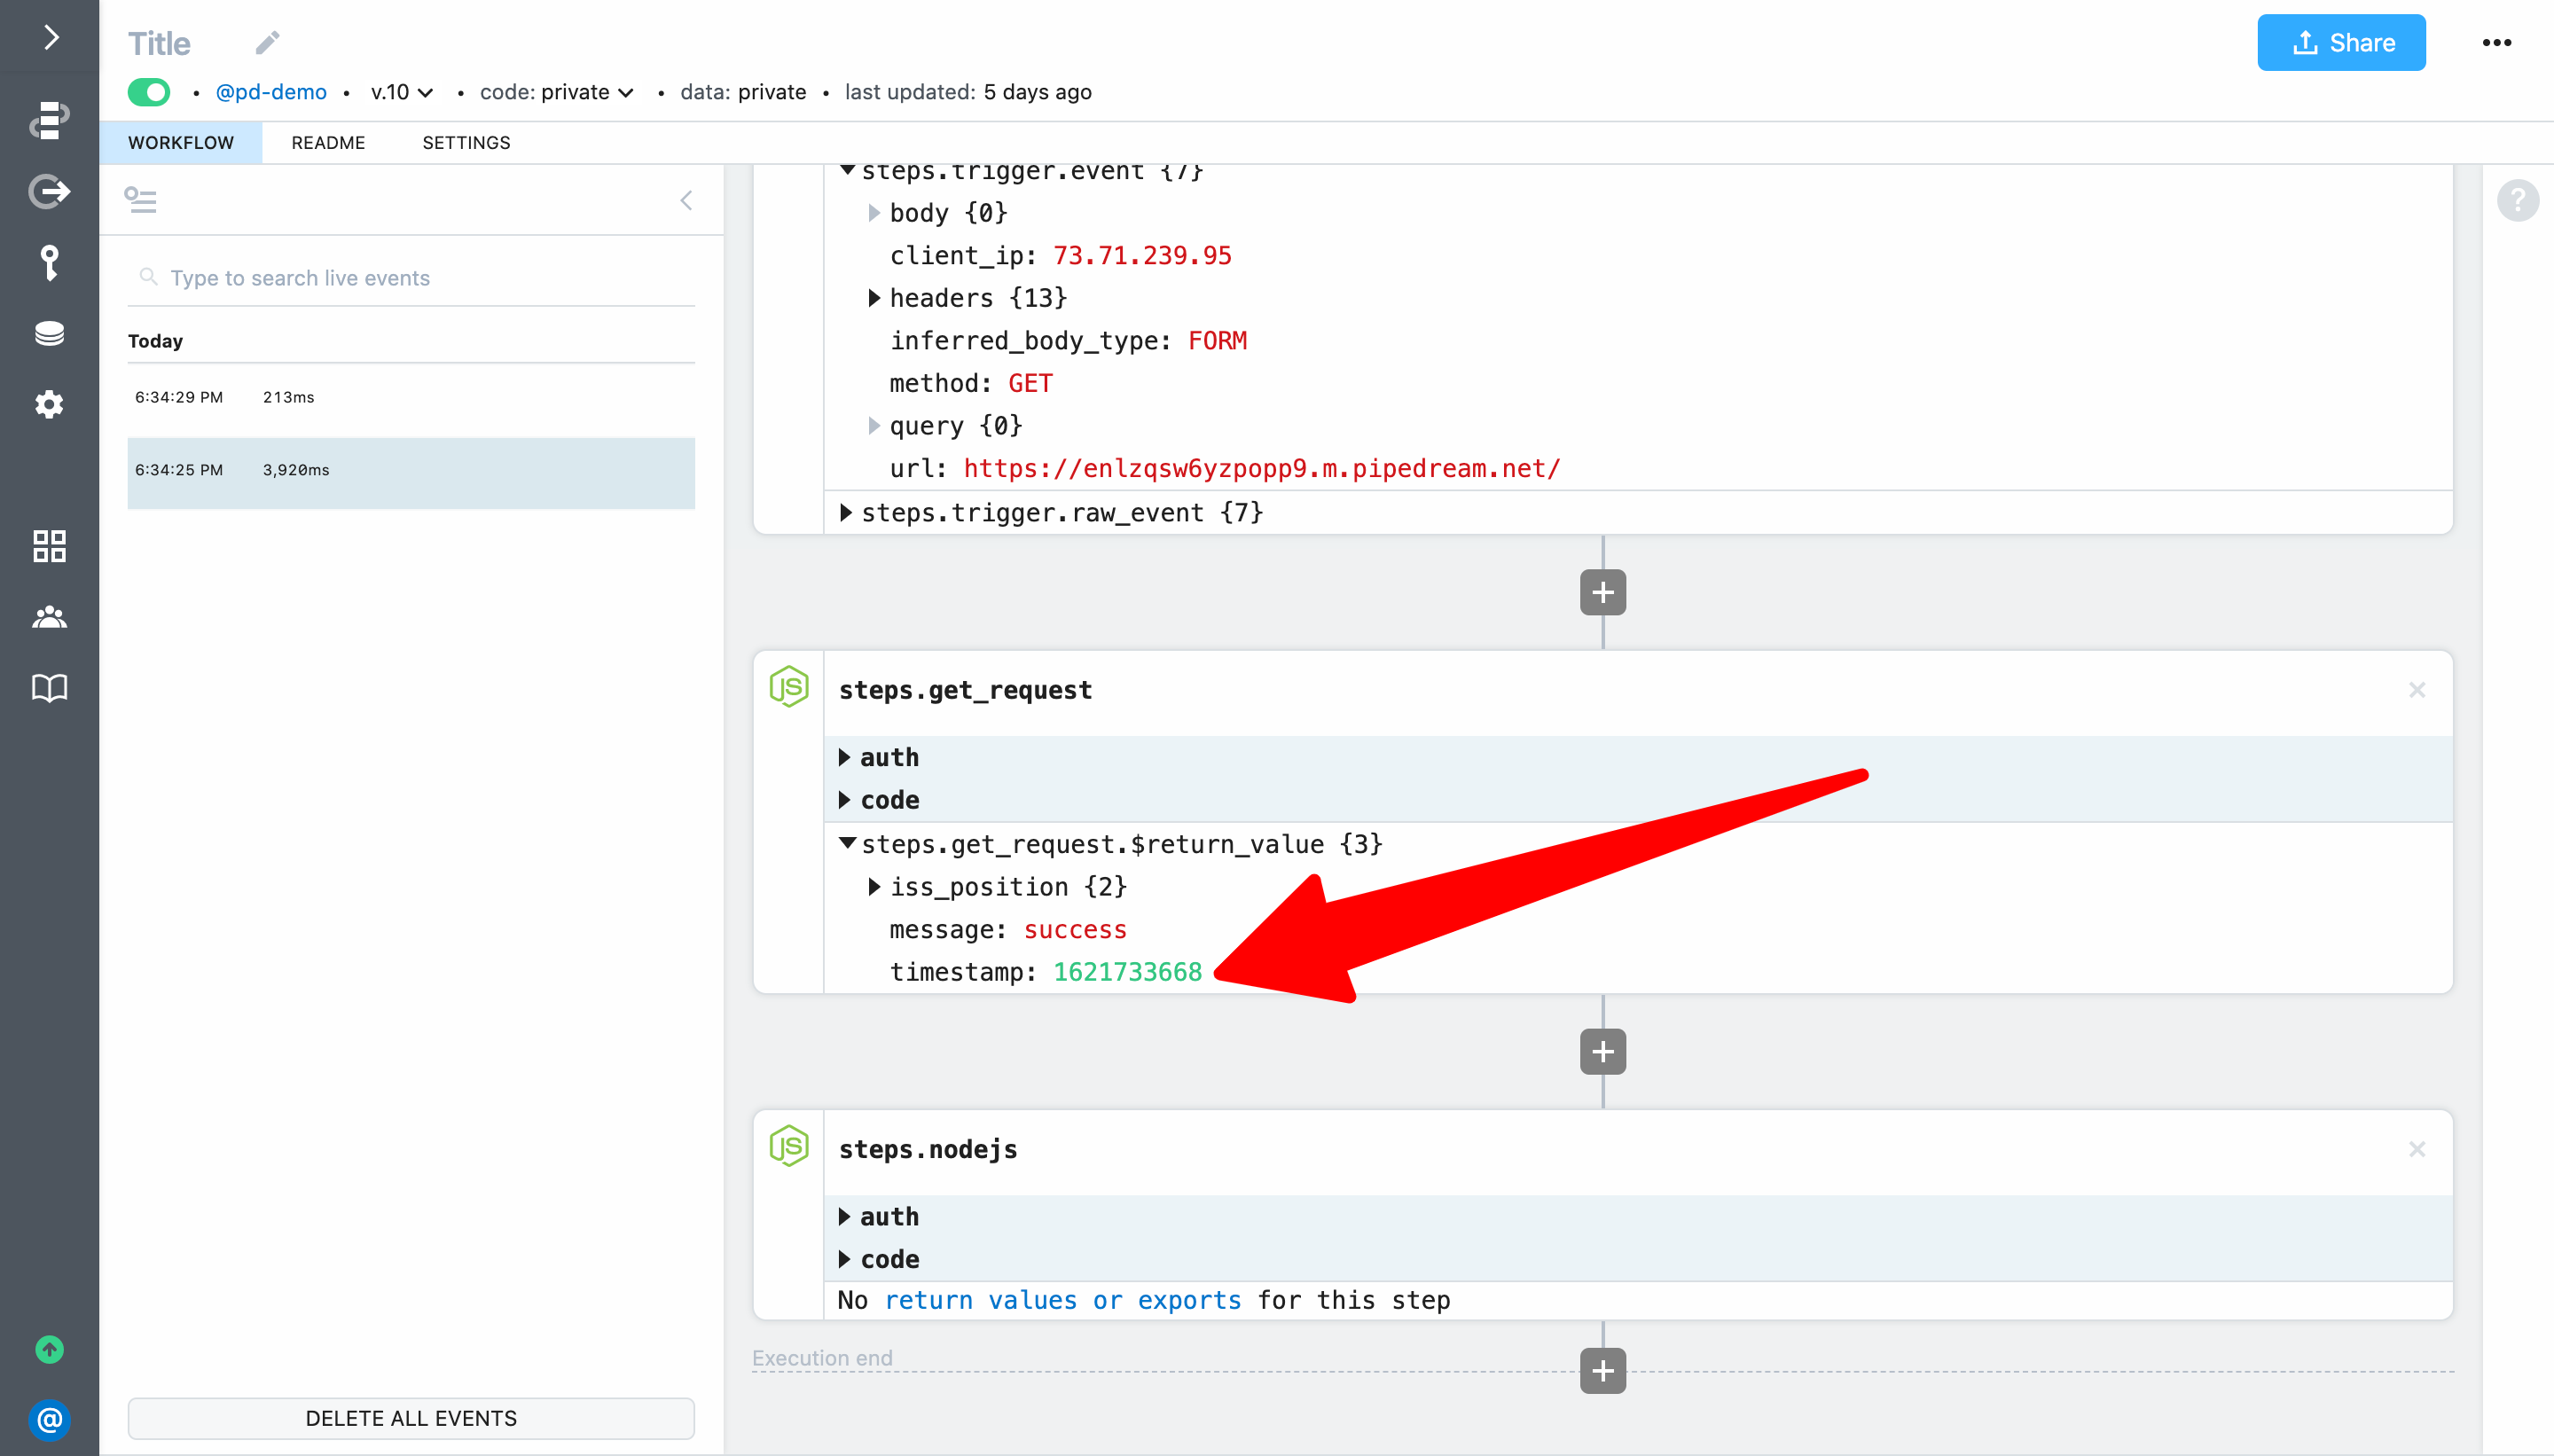 Title
Share
•••
• @pd-demo • v.10 • code: private • data: private • last updated: 5 days ago
WORKFLOW README SETTINGS
Type to search live events
Today
6:34:29 PM 213ms
6:34:25 PM 3,920ms
DELETE ALL EVENTS
steps.trigger.event {7}
body {0}
client_ip: 73.71.239.95
headers {13}
inferred_body_type: FORM
method: GET
query {0}
url: https://enlzqsw6yzpopp9.m.pipedream.net/
steps.trigger.raw_event {7}
+
JS
steps.get_request
auth
code
steps.get_request.$return_value {3}
iss_position {2}
message: success
timestamp: 1621733668
+
JS
steps.nodejs
auth
code
No return values or exports for this step
Execution end
+
?
@